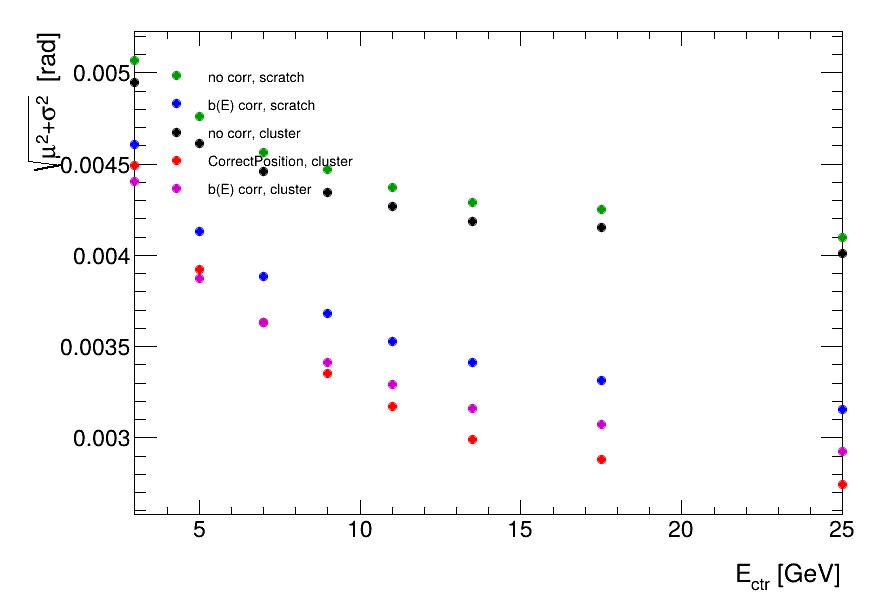 √μ²+σ² [rad]
0.005
0.0045
0.004
0.0035
0.003
no corr, scratch
b(E) corr, scratch
no corr, cluster
CorrectPosition, cluster
b(E) corr, cluster
5
10
15
20
25
E_ctr [GeV]